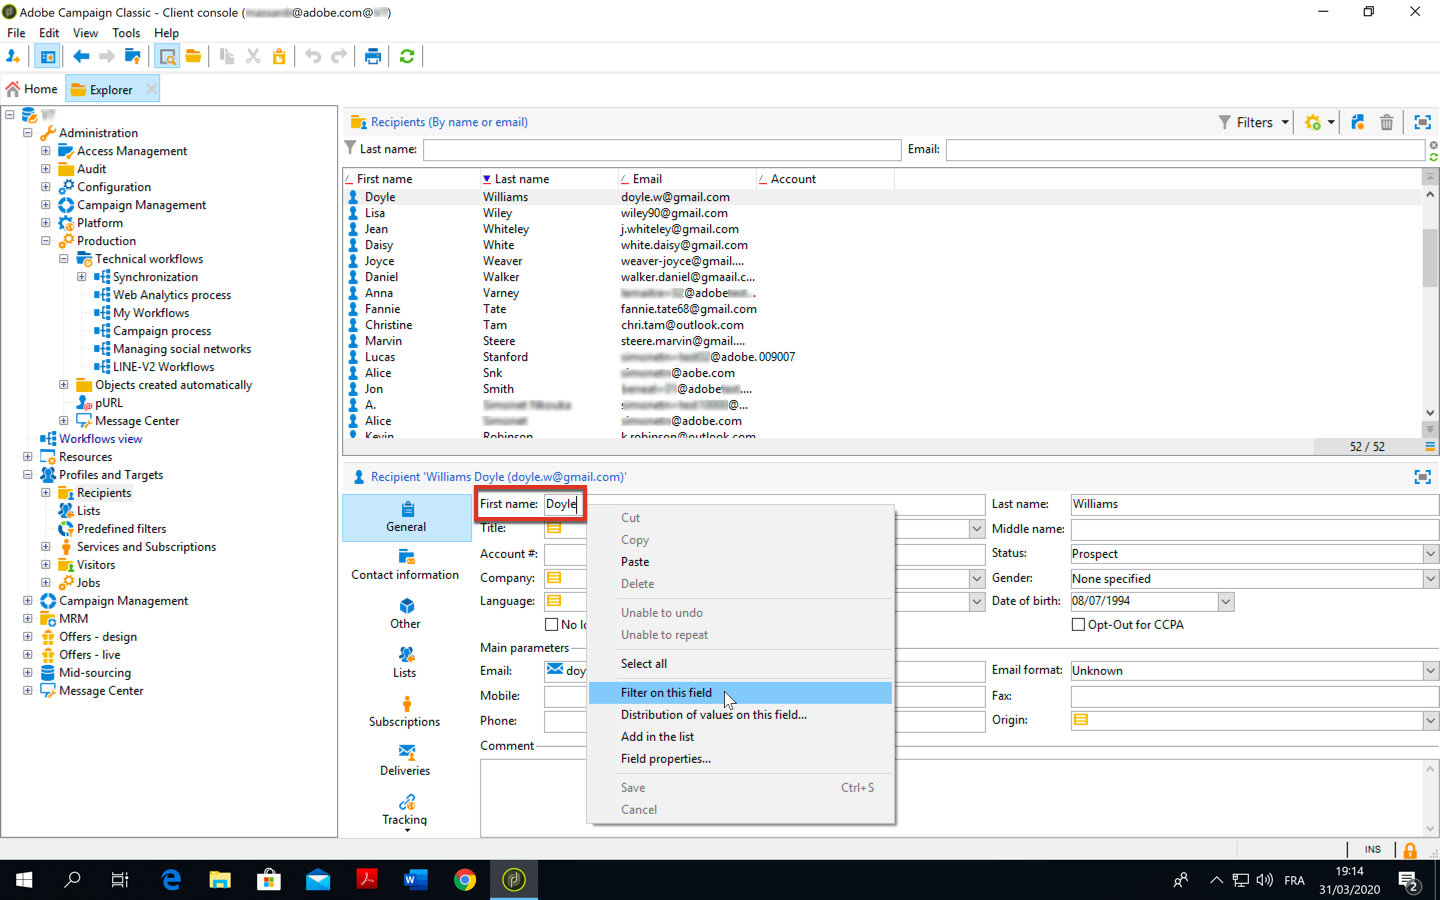 Adobe Campaign Classic - Client console ( @adobe.com@ )
File Edit View Tools Help
Home Explorer
Administration
Access Management
Audit
Configuration
Campaign Management
Platform
Production
Technical workflows
Synchronization
Web Analytics process
My Workflows
Campaign process
Managing social networks
LINE-V2 Workflows
Objects created automatically
pURL
Message Center
Workflows view
Resources
Profiles and Targets
Recipients
Lists
Predefined filters
Services and Subscriptions
Visitors
Jobs
Campaign Management
MRM
Offers - design
Offers - live
Mid-sourcing
Message Center
Recipients (By name or email) Filters
Last name: Email:
First name Last name Email Account
Doyle Williams doyle.w@gmail.com
Lisa Wiley wiley90@gmail.com
Jean Whiteley j.whiteley@gmail.com
Daisy White white.daisy@gmail.com
Joyce Weaver weaver-joyce@gmail....
Daniel Walker walker.daniel@gmaail.c...
Anna Varney @adobe ...
Fannie Tate fannie.tate68@gmail.com
Christine Tam chri.tam@outlook.com
Marvin Steere steere.marvin@gmail....
Lucas Stanford @adobe. 009007
Alice Snk @aobe.com
Jon Smith @adobe ....
A. @...
Alice @adobe.com
Kevin Robinson k.robinson@outlook.com
52 / 52
Recipient 'Williams Doyle (doyle.w@gmail.com)'
General
Contact information
Other
Lists
Subscriptions
Deliveries
Tracking
First name: Doyle Last name: Williams
Title: Middle name:
Account #: Status: Prospect
Company: Gender: None specified
Language: Date of birth: 08/07/1994
No lo Opt-Out for CCPA
Main parameters
Email: doy Email format: Unknown
Mobile: Fax:
Phone: Origin:
Comment
Cut
Copy
Paste
Delete
Unable to undo
Unable to repeat
Select all
Filter on this field
Distribution of values on this field...
Add in the list
Field properties...
Save Ctrl+S
Cancel
INS
FRA
19:14
31/03/2020
2